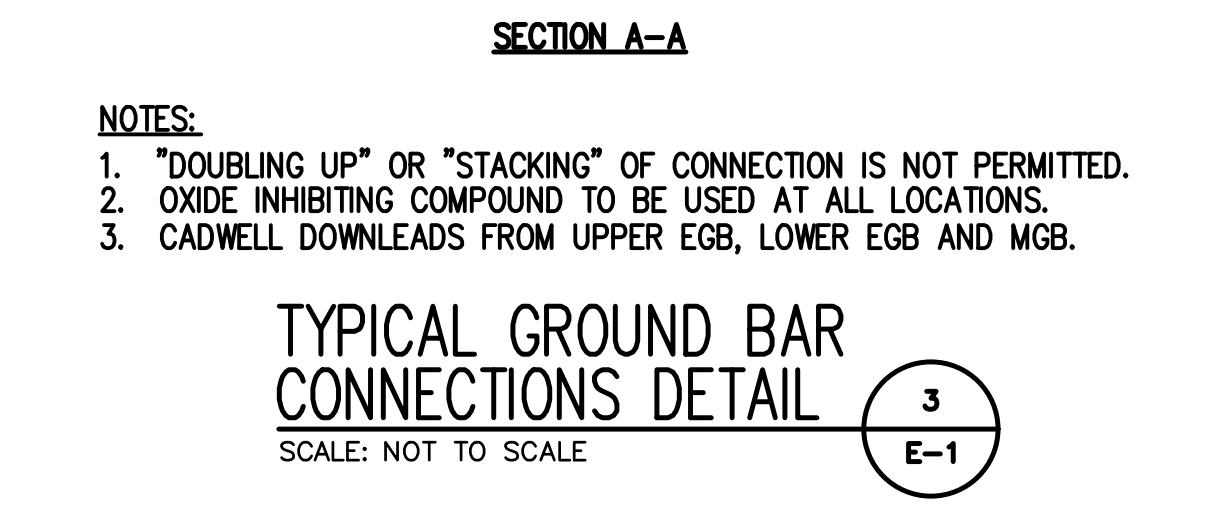 SECTION A-A
NOTES:
1. "DOUBLING UP" OR "STACKING" OF CONNECTION IS NOT PERMITTED.
2. OXIDE INHIBITING COMPOUND TO BE USED AT ALL LOCATIONS.
3. CADWELL DOWNLEADS FROM UPPER EGB, LOWER EGB AND MGB.
TYPICAL GROUND BAR
CONNECTIONS DETAIL
SCALE: NOT TO SCALE
3
E-1